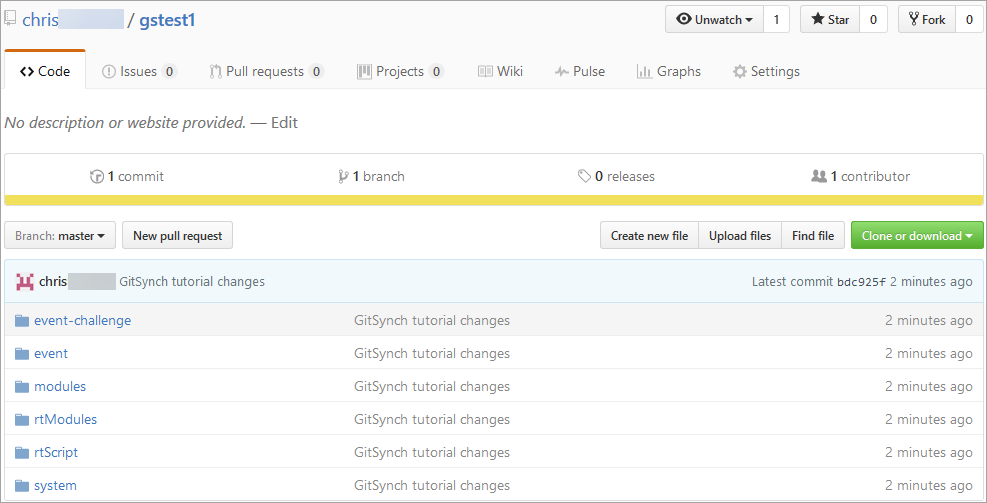 chris / gstest1 Unwatch 1 Star 0 Fork 0
Code Issues 0 Pull requests 0 Projects 0 Wiki Pulse Graphs Settings
No description or website provided. — Edit
1 commit 1 branch 0 releases 1 contributor
Branch: master New pull request Create new file Upload files Find file Clone or download
chris GitSynch tutorial changes Latest commit bdc925f 2 minutes ago
event-challenge GitSynch tutorial changes 2 minutes ago
event GitSynch tutorial changes 2 minutes ago
modules GitSynch tutorial changes 2 minutes ago
rtModules GitSynch tutorial changes 2 minutes ago
rtScript GitSynch tutorial changes 2 minutes ago
system GitSynch tutorial changes 2 minutes ago